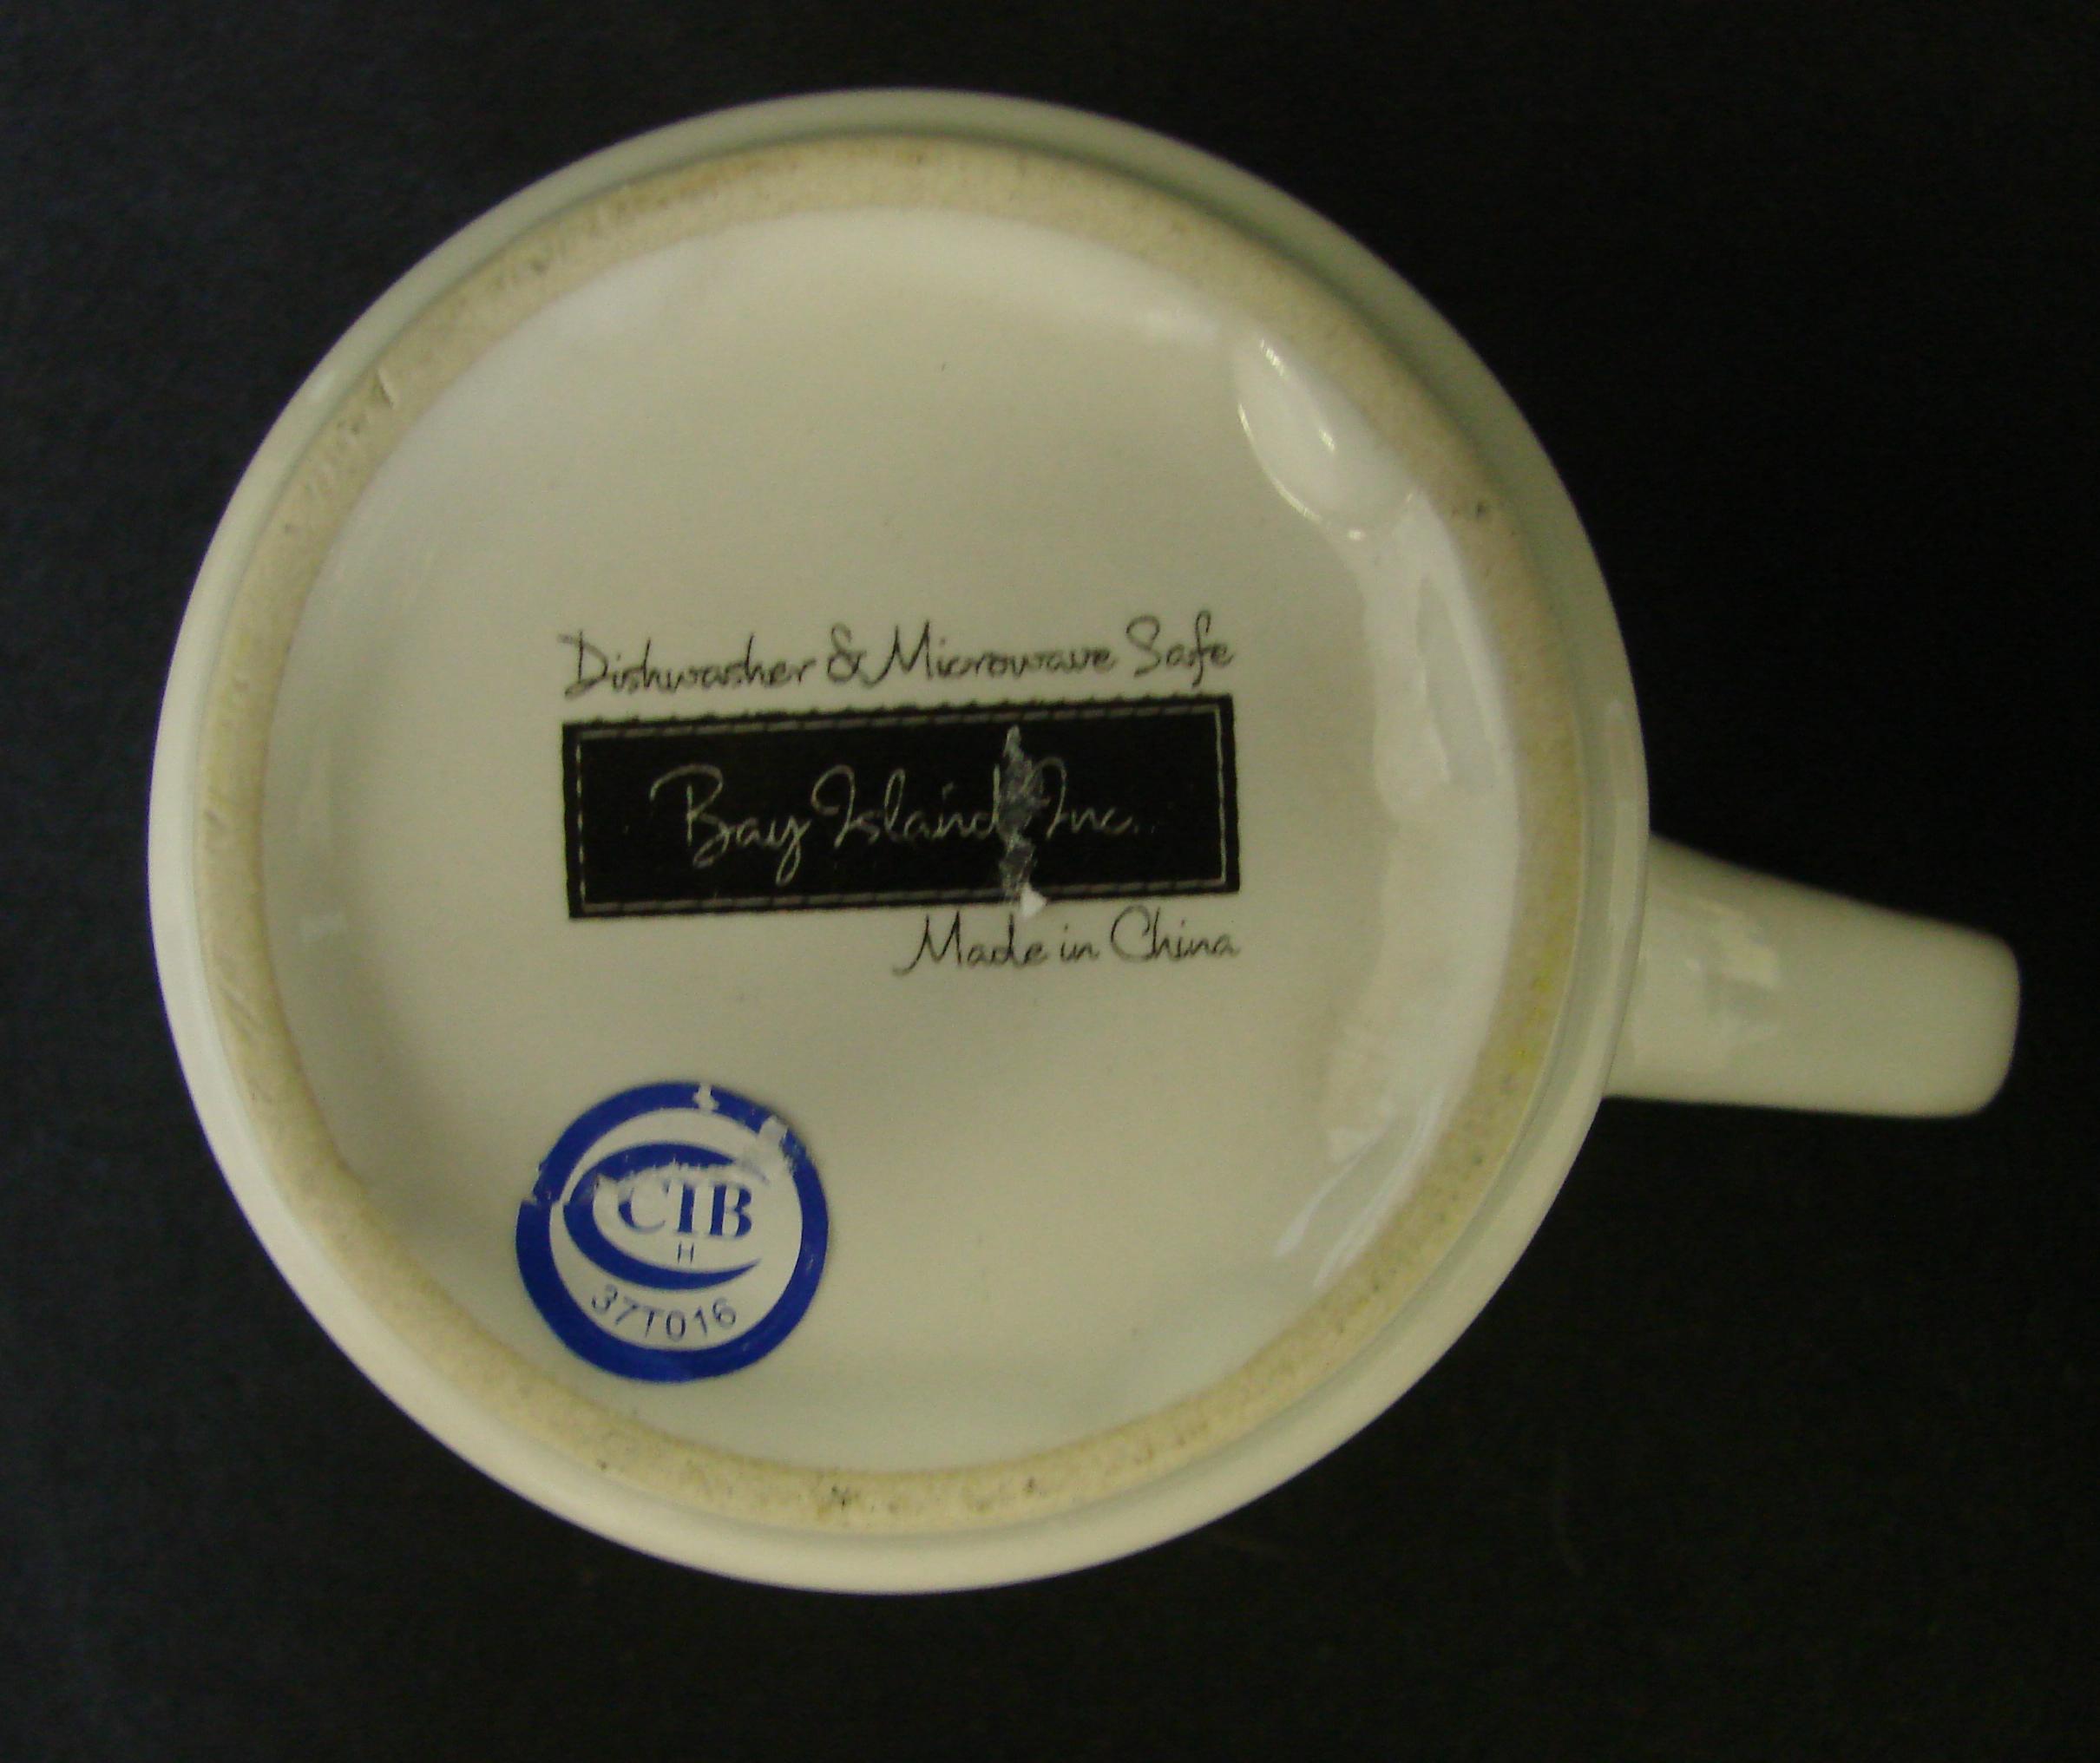 Dishwasher & Microwave Safe
Bay Island, Inc.
Made in China
CIB
H
37T016